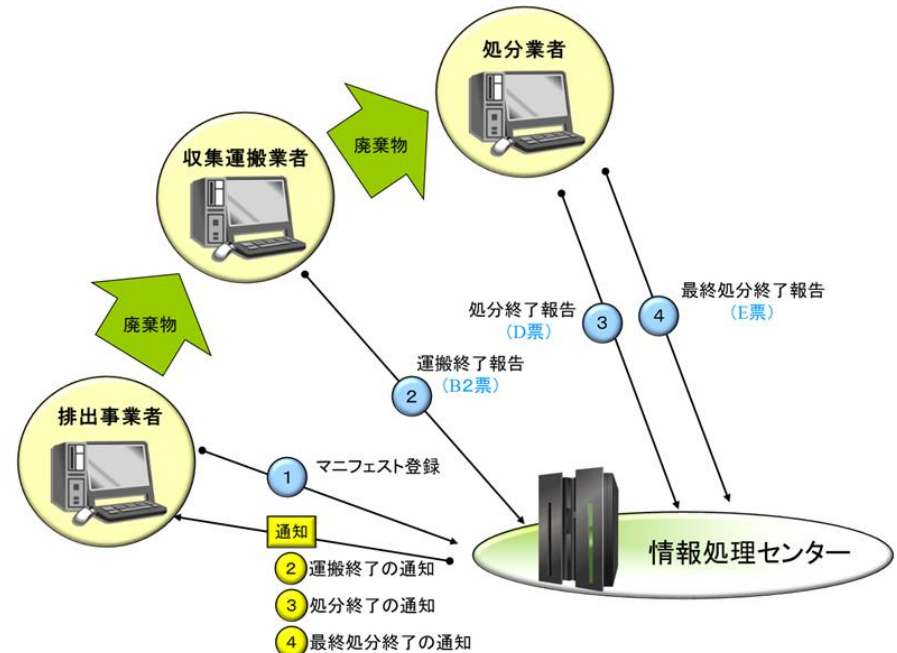 処分業者
廃棄物
収集運搬業者
廃棄物
排出事業者
最終処分終了報告
(E票)
4
処分終了報告
(D票)
3
運搬終了報告
(B2票)
2
1
マニフェスト登録
通知
2 運搬終了の通知
3 処分終了の通知
4 最終処分終了の通知
情報処理センター